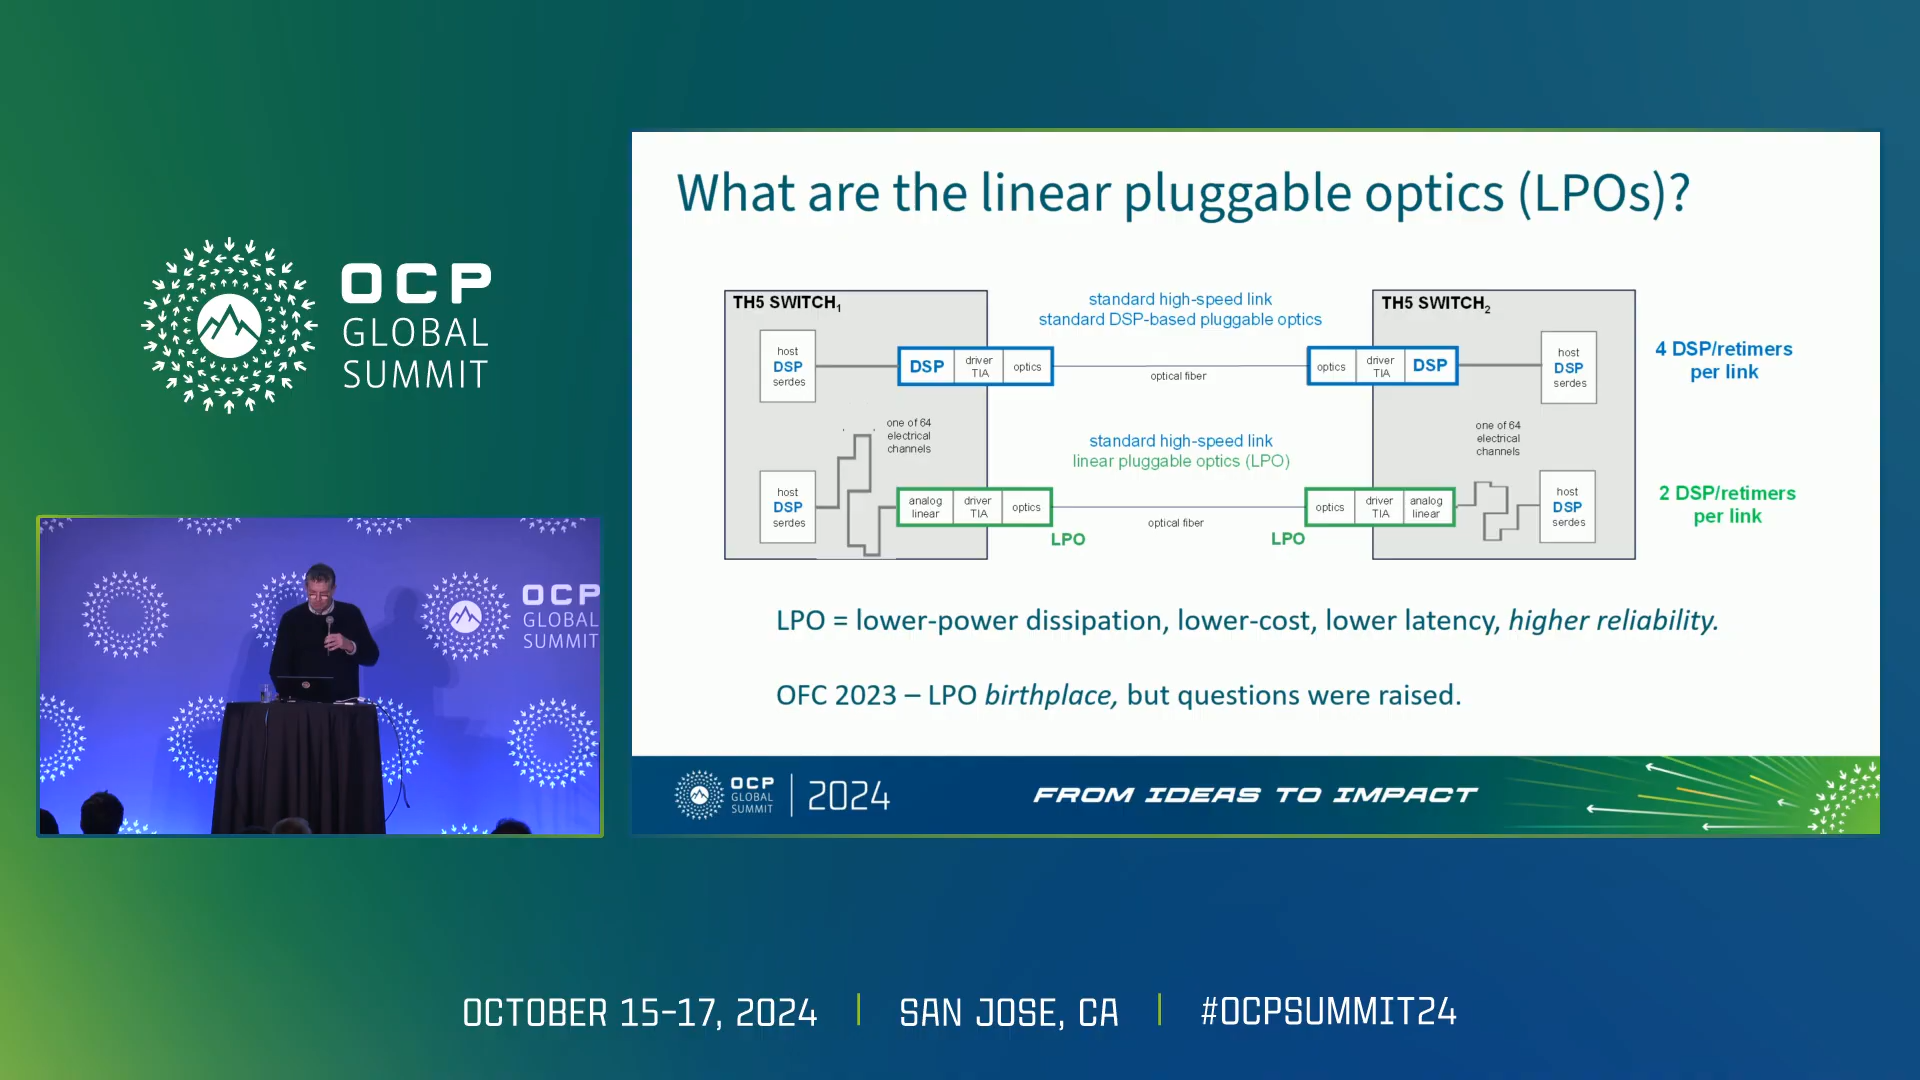 OCP
GLOBAL
SUMMIT
What are the linear pluggable optics (LPOs)?
TH5 SWITCH1
standard high-speed link
standard DSP-based pluggable optics
TH5 SWITCH2
host
DSP
serdes
DSP
driver
TIA
optics
optical fiber
optics
driver
TIA
DSP
host
DSP
serdes
4 DSP/retimers
per link
one of 64
electrical
channels
standard high-speed link
linear pluggable optics (LPO)
one of 64
electrical
channels
host
DSP
serdes
analog
linear
driver
TIA
optics
LPO
optical fiber
LPO
optics
driver
TIA
analog
linear
host
DSP
serdes
2 DSP/retimers
per link
LPO = lower-power dissipation, lower-cost, lower latency, higher reliability.
OFC 2023 – LPO birthplace, but questions were raised.
OCP
GLOBAL
SUMMIT
2024
FROM IDEAS TO IMPACT
OCP
GLOBAL
SUMMIT
OCTOBER 15-17, 2024 | SAN JOSE, CA | #OCPSUMMIT24